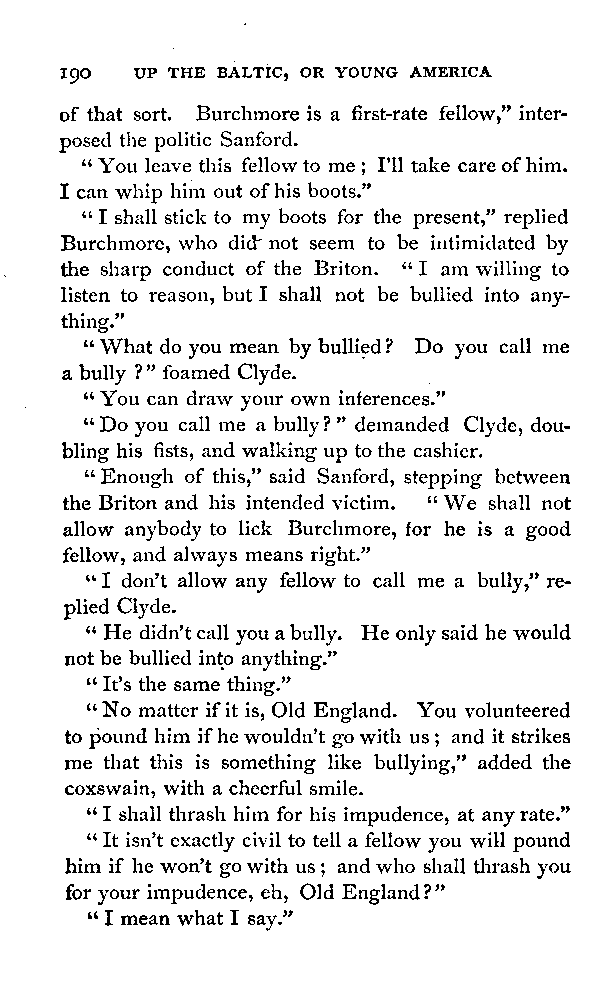 190 UP THE BALTIC, OR YOUNG AMERICA
of that sort. Burchmore is a first-rate fellow,” inter-
posed the politic Sanford.
“You leave this fellow to me; I'll take care of him.
I can whip him out of his boots.”
“I shall stick to my boots for the present,” replied
Burchmore, who did not seem to be intimidated by
the sharp conduct of the Briton. “I am willing to
listen to reason, but I shall not be bullied into any-
thing.”
“What do you mean by bullied? Do you call me
a bully?” foamed Clyde.
“You can draw your own inferences.”
“Do you call me a bully?” demanded Clyde, dou-
bling his fists, and walking up to the cashier.
“Enough of this,” said Sanford, stepping between
the Briton and his intended victim. “We shall not
allow anybody to lick Burchmore, for he is a good
fellow, and always means right.”
“I don't allow any fellow to call me a bully,” re-
plied Clyde.
“He didn't call you a bully. He only said he would
not be bullied into anything.”
“It's the same thing.”
“No matter if it is, Old England. You volunteered
to pound him if he wouldn't go with us; and it strikes
me that this is something like bullying,” added the
coxswain, with a cheerful smile.
“I shall thrash him for his impudence, at any rate.”
“It isn't exactly civil to tell a fellow you will pound
him if he won't go with us; and who shall thrash you
for your impudence, eh, Old England?”
“I mean what I say.”